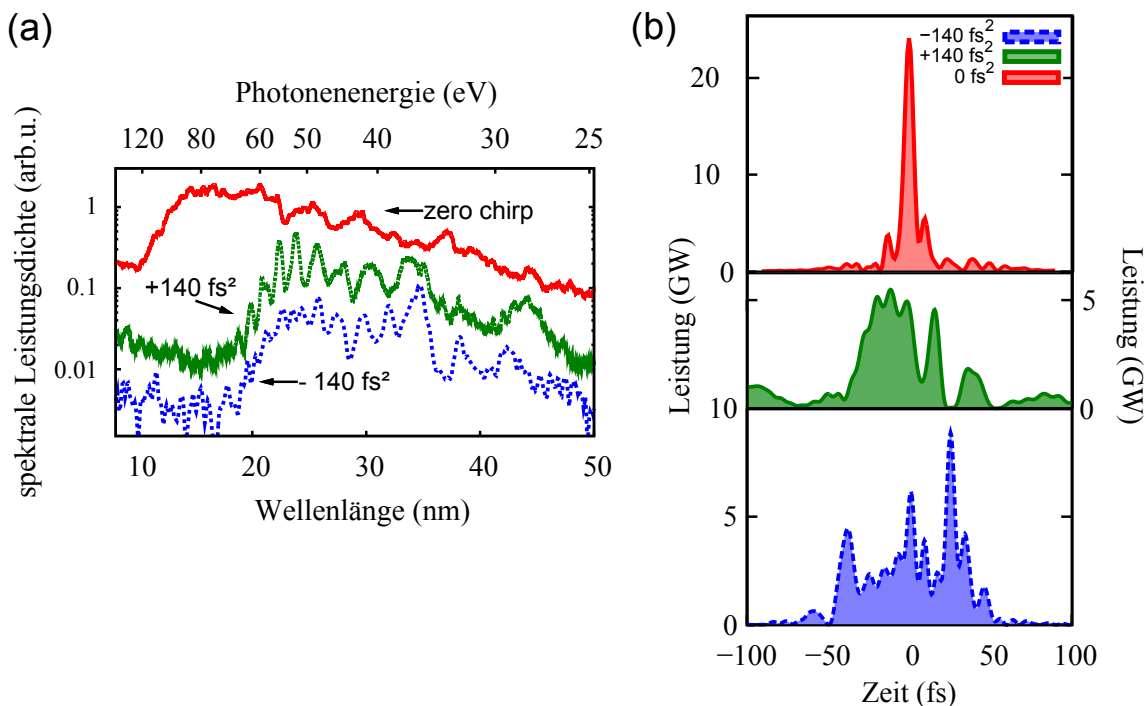 (a)
Photonenenergie (eV)
120 80 60 50 40 30 25
spektrale Leistungsdichte (arb.u.)
1
0.1
0.01
zero chirp
+140 fs²
- 140 fs²
10 20 30 40 50
Wellenlänge (nm)
(b)
−140 fs²
+140 fs²
0 fs²
20
10
0
5
0
10
5
0
Leistung (GW)
Leistung (GW)
−100 −50 0 50 100
Zeit (fs)